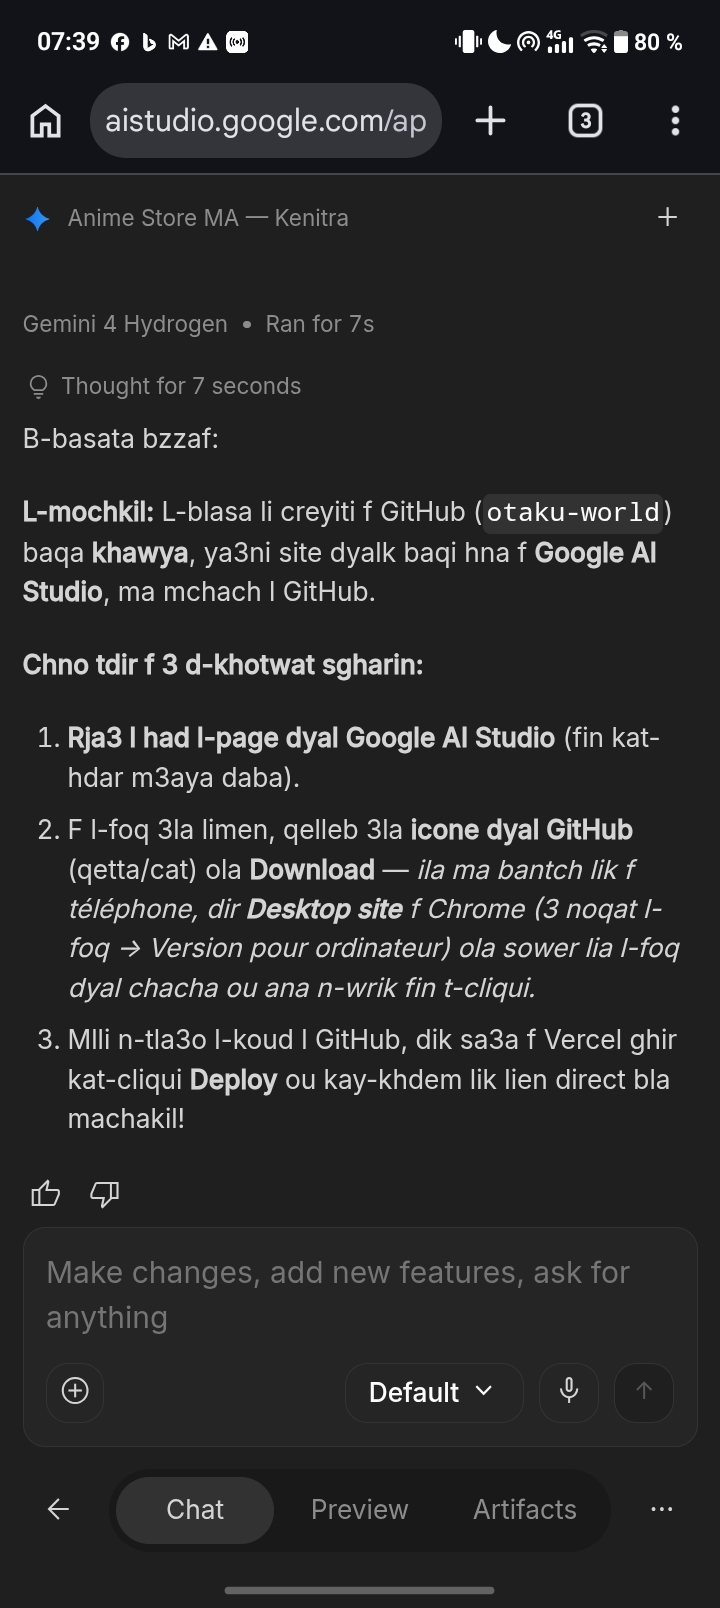 07:39
4G
80 %
aistudio.google.com/ap
3
Anime Store MA — Kenitra
Gemini 4 Hydrogen • Ran for 7s
Thought for 7 seconds
B-basata bzzaf:
L-mochkil: L-blasa li creyiti f GitHub (otaku-world)
baqa khawya, ya3ni site dyalk baqi hna f Google AI
Studio, ma mchach l GitHub.
Chno tdir f 3 d-khotwat sgharin:
1. Rja3 l had l-page dyal Google AI Studio (fin kat-
hdar m3aya daba).
2. F l-foq 3la limen, qelleb 3la icone dyal GitHub
(qetta/cat) ola Download — ila ma bantch lik f
téléphone, dir Desktop site f Chrome (3 noqat l-
foq → Version pour ordinateur) ola sower lia l-foq
dyal chacha ou ana n-wrik fin t-cliqui.
3. Mlli n-tla3o l-koud l GitHub, dik sa3a f Vercel ghir
kat-cliqui Deploy ou kay-khdem lik lien direct bla
machakil!
Make changes, add new features, ask for
anything
Default
Chat
Preview
Artifacts